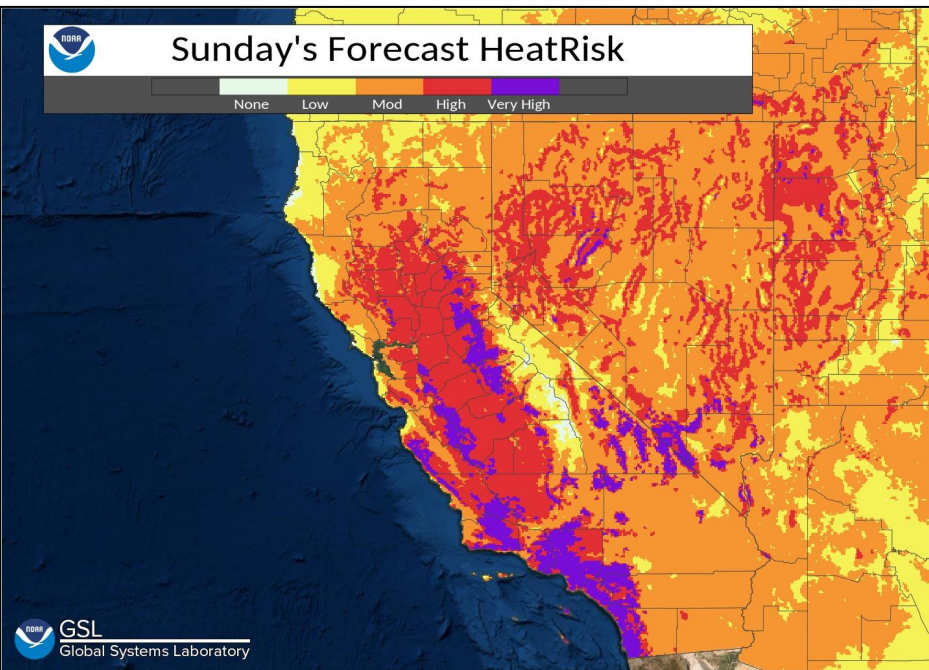 NOAA
Sunday's Forecast HeatRisk
None Low Mod High Very High
NOAA
GSL
Global Systems Laboratory